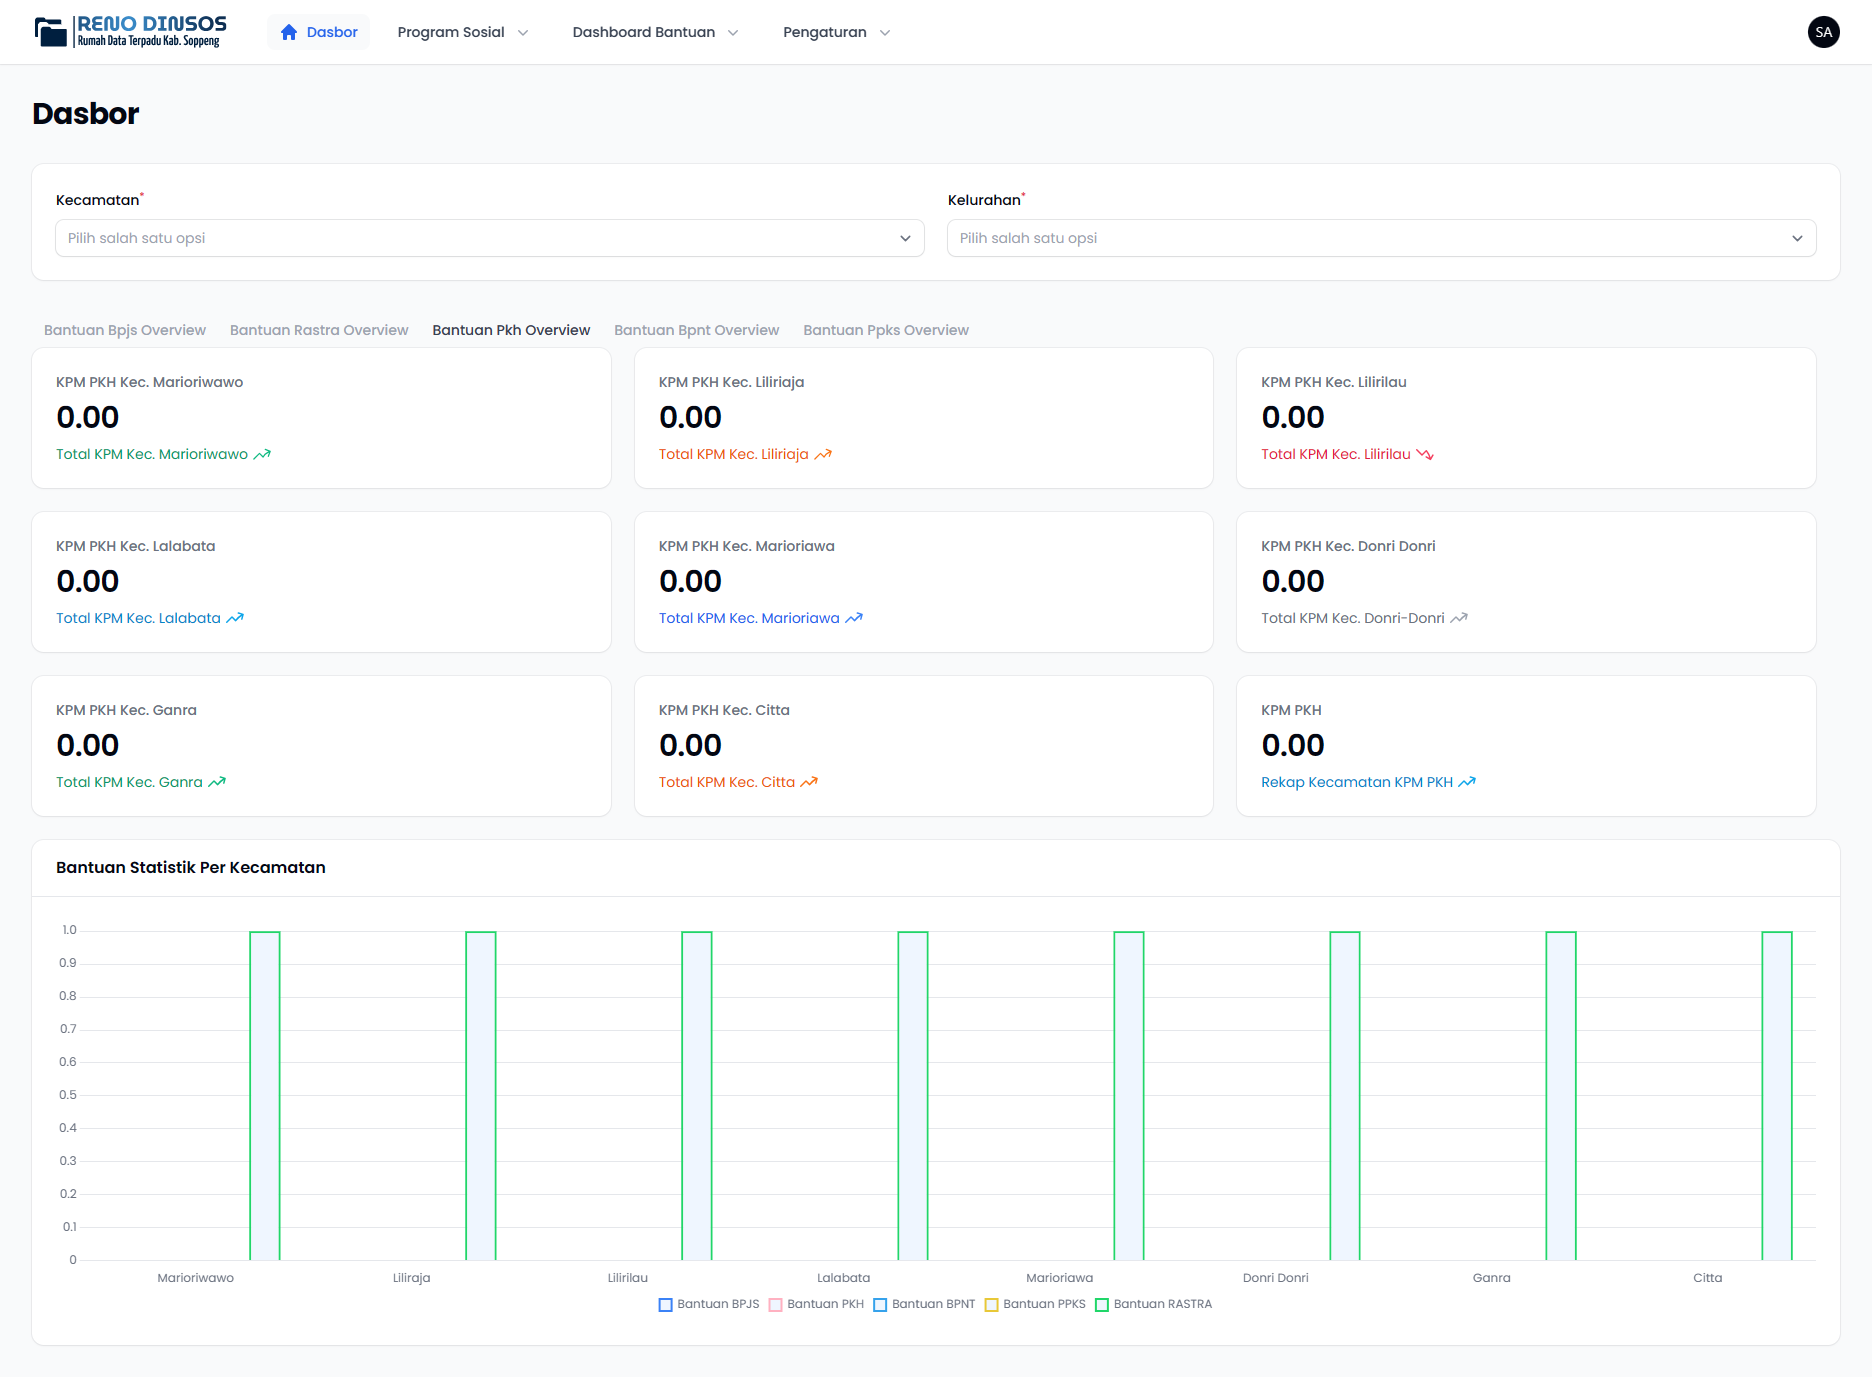 RENO DINSOS
Rumah Data Terpadu Kab. Soppeng
Dasbor
Program Sosial
Dashboard Bantuan
Pengaturan
SA
Dasbor
Kecamatan*
Kelurahan*
Pilih salah satu opsi
Pilih salah satu opsi
Bantuan Bpjs Overview
Bantuan Rastra Overview
Bantuan Pkh Overview
Bantuan Bpnt Overview
Bantuan Ppks Overview
KPM PKH Kec. Marioriwawo
0.00
Total KPM Kec. Marioriwawo
KPM PKH Kec. Liliriaja
0.00
Total KPM Kec. Liliriaja
KPM PKH Kec. Lilirilau
0.00
Total KPM Kec. Lilirilau
KPM PKH Kec. Lalabata
0.00
Total KPM Kec. Lalabata
KPM PKH Kec. Marioriawa
0.00
Total KPM Kec. Marioriawa
KPM PKH Kec. Donri Donri
0.00
Total KPM Kec. Donri-Donri
KPM PKH Kec. Ganra
0.00
Total KPM Kec. Ganra
KPM PKH Kec. Citta
0.00
Total KPM Kec. Citta
KPM PKH
0.00
Rekap Kecamatan KPM PKH
Bantuan Statistik Per Kecamatan
1.0
0.9
0.8
0.7
0.6
0.5
0.4
0.3
0.2
0.1
0
Marioriwawo
Liliraja
Lilirilau
Lalabata
Marioriawa
Donri Donri
Ganra
Citta
Bantuan BPJS
Bantuan PKH
Bantuan BPNT
Bantuan PPKS
Bantuan RASTRA